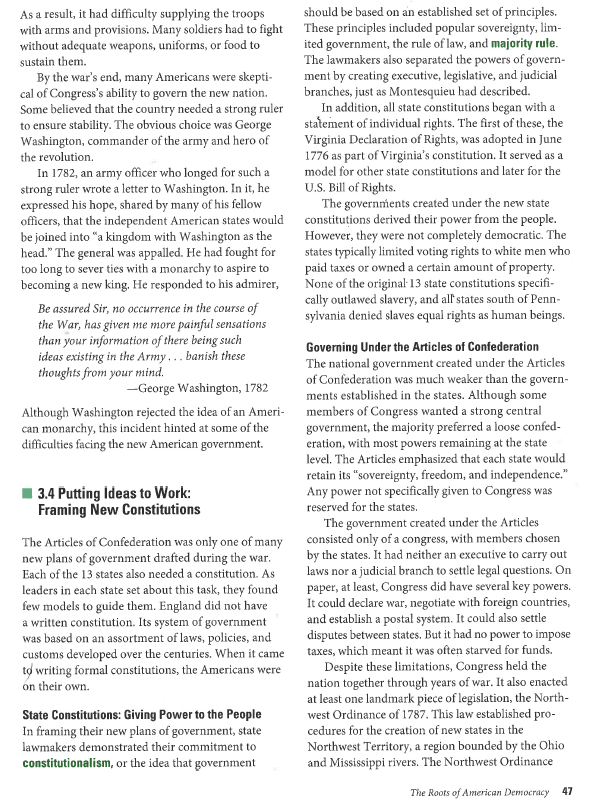 As a result, it had difficulty supplying the troops
with arms and provisions. Many soldiers had to fight
without adequate weapons, uniforms, or food to
sustain them.
By the war's end, many Americans were skepti-
cal of Congress's ability to govern the new nation.
Some believed that the country needed a strong ruler
to ensure stability. The obvious choice was George
Washington, commander of the army and hero of
the revolution.
In 1782, an army officer who longed for such a
strong ruler wrote a letter to Washington. In it, he
expressed his hope, shared by many of his fellow
officers, that the independent American states would
be joined into "a kingdom with Washington as the
head." The general was appalled. He had fought for
too long to sever ties with a monarchy to aspire to
becoming a new king. He responded to his admirer,
Be assured Sir, no occurrence in the course of
the War, has given me more painful sensations
than your information of there being such
ideas existing in the Army . . . banish these
thoughts from your mind.
—George Washington, 1782
Although Washington rejected the idea of an Ameri-
can monarchy, this incident hinted at some of the
difficulties facing the new American government.
3.4 Putting Ideas to Work:
Framing New Constitutions
The Articles of Confederation was only one of many
new plans of government drafted during the war.
Each of the 13 states also needed a constitution. As
leaders in each state set about this task, they found
few models to guide them. England did not have
a written constitution. Its system of government
was based on an assortment of laws, policies, and
customs developed over the centuries. When it came
to writing formal constitutions, the Americans were
on their own.
State Constitutions: Giving Power to the People
In framing their new plans of government, state
lawmakers demonstrated their commitment to
constitutionalism, or the idea that government
should be based on an established set of principles.
These principles included popular sovereignty, lim-
ited government, the rule of law, and majority rule.
The lawmakers also separated the powers of govern-
ment by creating executive, legislative, and judicial
branches, just as Montesquieu had described.
In addition, all state constitutions began with a
statement of individual rights. The first of these, the
Virginia Declaration of Rights, was adopted in June
1776 as part of Virginia's constitution. It served as a
model for other state constitutions and later for the
U.S. Bill of Rights.
The governments created under the new state
constitutions derived their power from the people.
However, they were not completely democratic. The
states typically limited voting rights to white men who
paid taxes or owned a certain amount of property.
None of the original 13 state constitutions specifi-
cally outlawed slavery, and all states south of Penn-
sylvania denied slaves equal rights as human beings.
Governing Under the Articles of Confederation
The national government created under the Articles
of Confederation was much weaker than the govern-
ments established in the states. Although some
members of Congress wanted a strong central
government, the majority preferred a loose confed-
eration, with most powers remaining at the state
level. The Articles emphasized that each state would
retain its "sovereignty, freedom, and independence."
Any power not specifically given to Congress was
reserved for the states.
The government created under the Articles
consisted only of a congress, with members chosen
by the states. It had neither an executive to carry out
laws nor a judicial branch to settle legal questions. On
paper, at least, Congress did have several key powers.
It could declare war, negotiate with foreign countries,
and establish a postal system. It could also settle
disputes between states. But it had no power to impose
taxes, which meant it was often starved for funds.
Despite these limitations, Congress held the
nation together through years of war. It also enacted
at least one landmark piece of legislation, the North-
west Ordinance of 1787. This law established pro-
cedures for the creation of new states in the
Northwest Territory, a region bounded by the Ohio
and Mississippi rivers. The Northwest Ordinance
The Roots of American Democracy 47